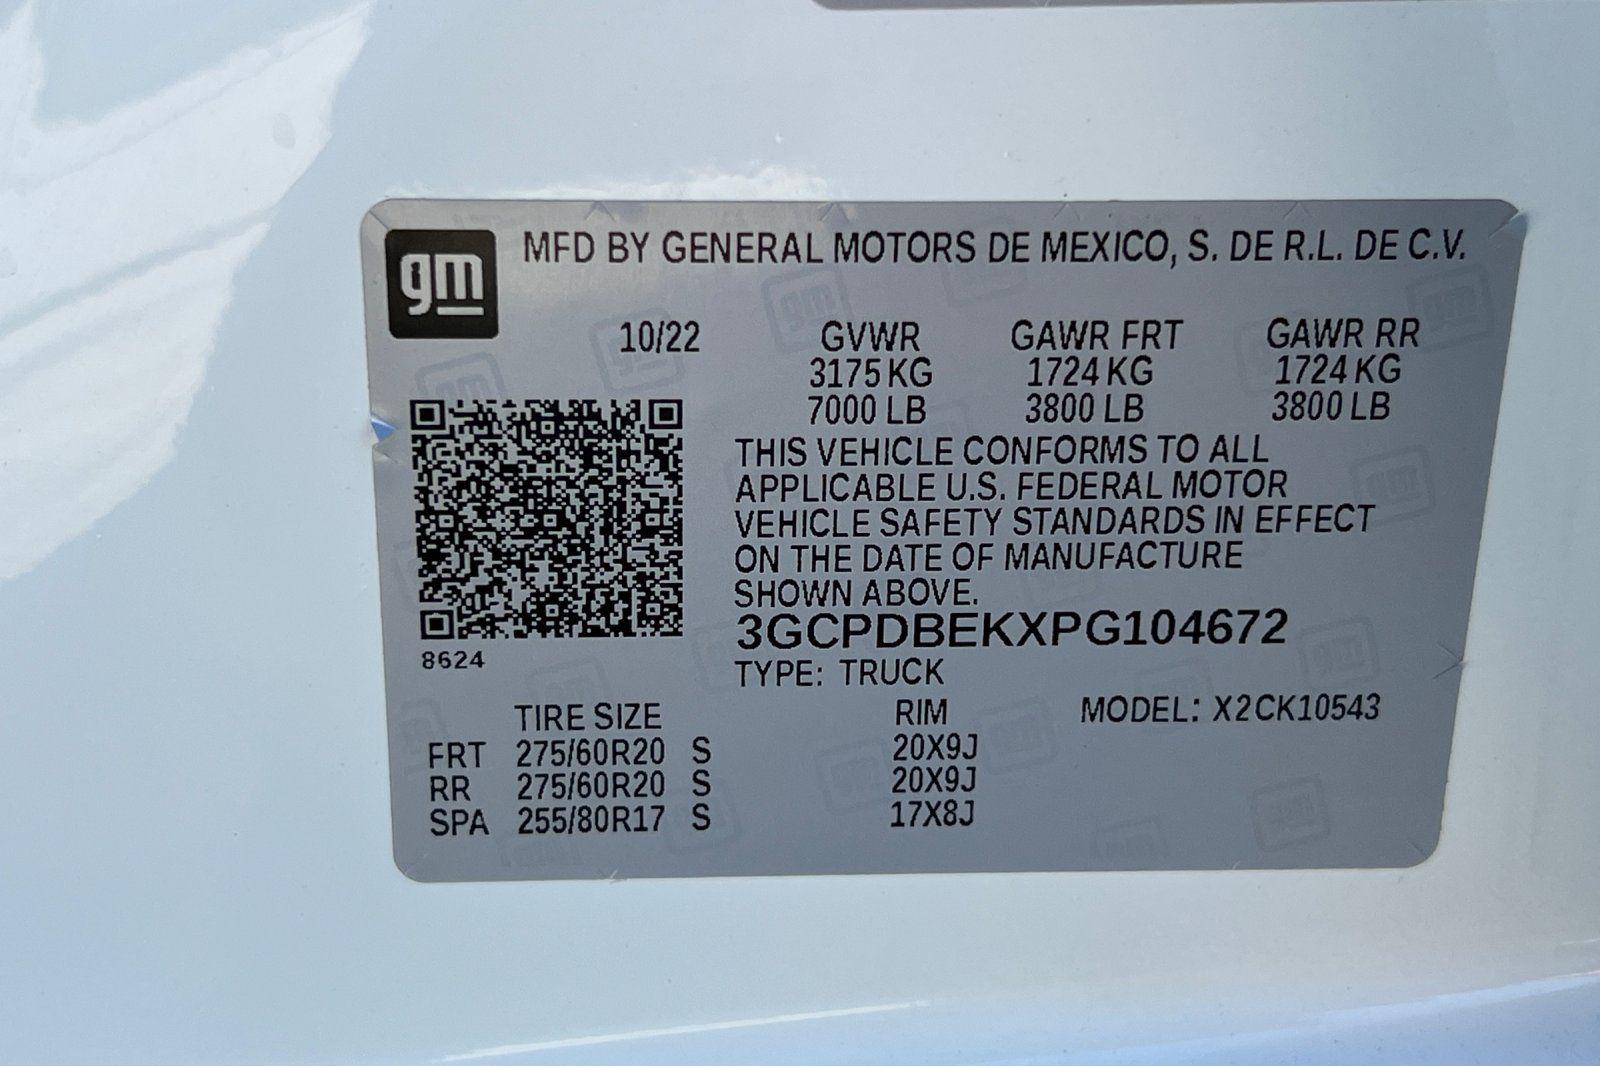 gm
MFD BY GENERAL MOTORS DE MEXICO, S. DE R.L. DE C.V.
10/22 GVWR GAWR FRT GAWR RR
3175 KG 1724 KG 1724 KG
7000 LB 3800 LB 3800 LB
THIS VEHICLE CONFORMS TO ALL
APPLICABLE U.S. FEDERAL MOTOR
VEHICLE SAFETY STANDARDS IN EFFECT
ON THE DATE OF MANUFACTURE
SHOWN ABOVE.
3GCPDBEKXPG104672
8624
TYPE: TRUCK
TIRE SIZE RIM MODEL: X2CK10543
FRT 275/60R20 S 20X9J
RR 275/60R20 S 20X9J
SPA 255/80R17 S 17X8J